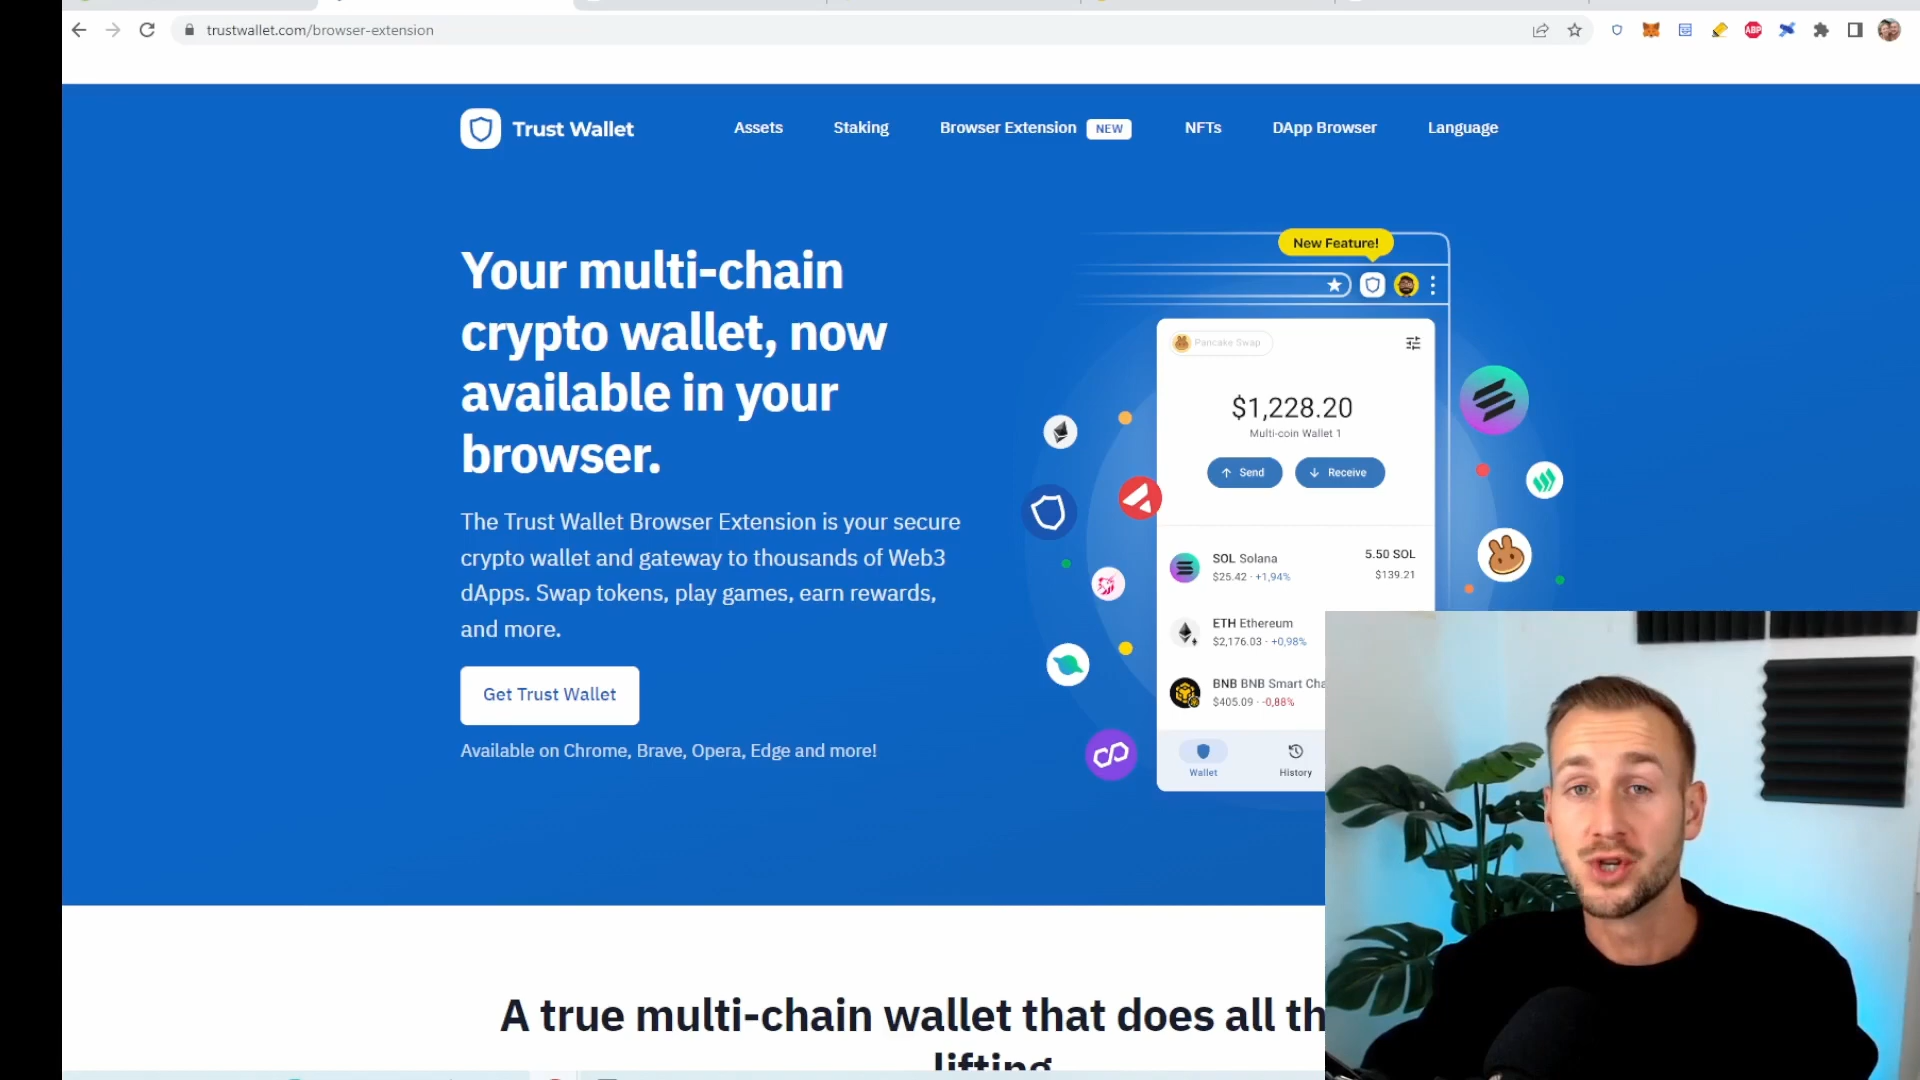 trustwallet.com/browser-extension
ABP
Trust Wallet
Assets
Staking
Browser Extension NEW
NFTs
DApp Browser
Language
Your multi-chain
crypto wallet, now
available in your
browser.
The Trust Wallet Browser Extension is your secure
crypto wallet and gateway to thousands of Web3
dApps. Swap tokens, play games, earn rewards,
and more.
Get Trust Wallet
Available on Chrome, Brave, Opera, Edge and more!
New Feature!
Pancake Swap
$1,228.20
Multi-coin Wallet 1
Send
Receive
SOL Solana
5.50 SOL
$25.42 · +1,94%
$139.21
ETH Ethereum
$2,176.03 · +0,98%
BNB BNB Smart Cha
$405.09 · -0,88%
Wallet
History
A true multi-chain wallet that does all th
lifting